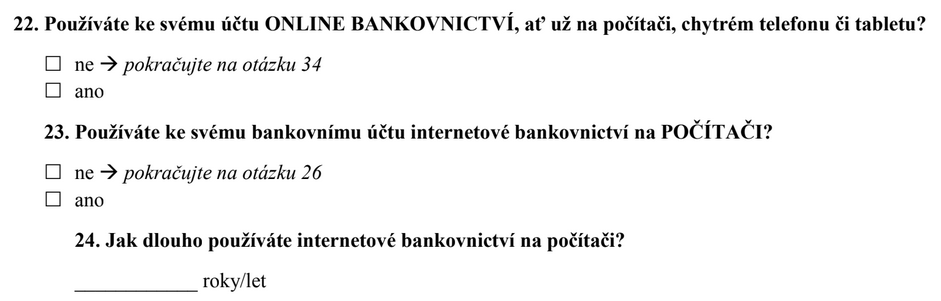 22. Používáte ke svému účtu ONLINE BANKOVNICTVÍ, ať už na počítači, chytrém telefonu či tabletu?
☐ ne → pokračujte na otázku 34
☐ ano
23. Používáte ke svému bankovnímu účtu internetové bankovnictví na POČÍTAČI?
☐ ne → pokračujte na otázku 26
☐ ano
24. Jak dlouho používáte internetové bankovnictví na počítači?
____________ roky/let